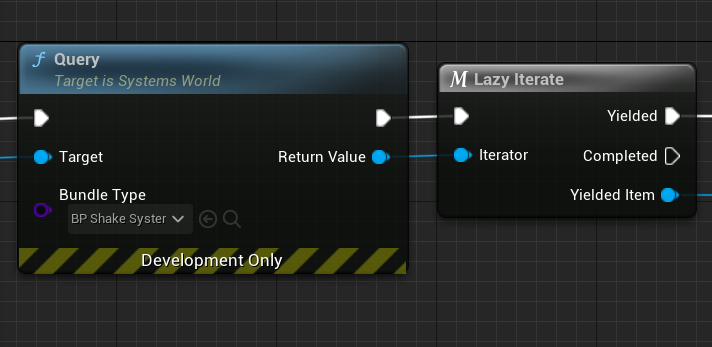 f Query
Target is Systems World
Target
Return Value
Bundle Type
BP Shake Syster
Development Only
M Lazy Iterate
Yielded
Iterator
Completed
Yielded Item